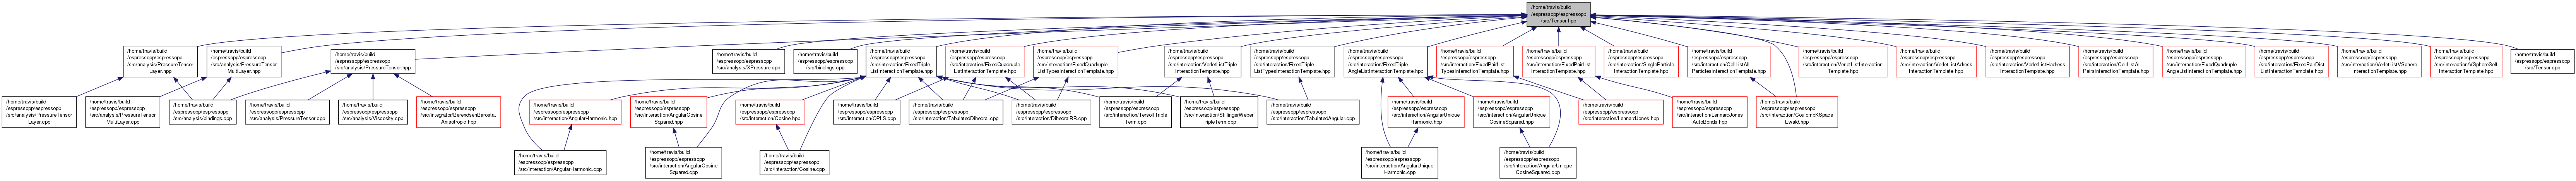 /home/travis/build
/espressopp/espressopp
/src/Tensor.hpp
/home/travis/build
/espressopp/espressopp
/src/analysis/PressureTensor
Layer.hpp
/home/travis/build
/espressopp/espressopp
/src/analysis/PressureTensor
MultiLayer.hpp
/home/travis/build
/espressopp/espressopp
/src/analysis/PressureTensor.hpp
/home/travis/build
/espressopp/espressopp
/src/analysis/XPressure.cpp
/home/travis/build
/espressopp/espressopp
/src/bindings.cpp
/home/travis/build
/espressopp/espressopp
/src/interaction/FixedTriple
ListInteractionTemplate.hpp
/home/travis/build
/espressopp/espressopp
/src/interaction/FixedQuadruple
ListInteractionTemplate.hpp
/home/travis/build
/espressopp/espressopp
/src/interaction/FixedQuadruple
ListTypesInteractionTemplate.hpp
/home/travis/build
/espressopp/espressopp
/src/interaction/VerletListTriple
InteractionTemplate.hpp
/home/travis/build
/espressopp/espressopp
/src/interaction/FixedTriple
ListTypesInteractionTemplate.hpp
/home/travis/build
/espressopp/espressopp
/src/interaction/FixedTriple
AngleListInteractionTemplate.hpp
/home/travis/build
/espressopp/espressopp
/src/interaction/FixedPairList
TypesInteractionTemplate.hpp
/home/travis/build
/espressopp/espressopp
/src/interaction/FixedPairList
InteractionTemplate.hpp
/home/travis/build
/espressopp/espressopp
/src/interaction/SingleParticle
InteractionTemplate.hpp
/home/travis/build
/espressopp/espressopp
/src/interaction/CellListAll
ParticlesInteractionTemplate.hpp
/home/travis/build
/espressopp/espressopp
/src/interaction/VerletListInteraction
Template.hpp
/home/travis/build
/espressopp/espressopp
/src/interaction/VerletListAdress
InteractionTemplate.hpp
/home/travis/build
/espressopp/espressopp
/src/interaction/VerletListHadress
InteractionTemplate.hpp
/home/travis/build
/espressopp/espressopp
/src/interaction/CellListAll
PairsInteractionTemplate.hpp
/home/travis/build
/espressopp/espressopp
/src/interaction/FixedQuadruple
AngleListInteractionTemplate.hpp
/home/travis/build
/espressopp/espressopp
/src/interaction/FixedPairDist
ListInteractionTemplate.hpp
/home/travis/build
/espressopp/espressopp
/src/interaction/VerletListVSphere
InteractionTemplate.hpp
/home/travis/build
/espressopp/espressopp
/src/interaction/VSphereSelf
InteractionTemplate.hpp
/home/travis/build
/espressopp/espressopp
/src/Tensor.cpp
/home/travis/build
/espressopp/espressopp
/src/analysis/PressureTensor
Layer.cpp
/home/travis/build
/espressopp/espressopp
/src/analysis/PressureTensor
MultiLayer.cpp
/home/travis/build
/espressopp/espressopp
/src/analysis/bindings.cpp
/home/travis/build
/espressopp/espressopp
/src/analysis/PressureTensor.cpp
/home/travis/build
/espressopp/espressopp
/src/analysis/Viscosity.cpp
/home/travis/build
/espressopp/espressopp
/src/integrator/BerendsenBarostat
Anisotropic.hpp
/home/travis/build
/espressopp/espressopp
/src/interaction/AngularHarmonic.hpp
/home/travis/build
/espressopp/espressopp
/src/interaction/AngularCosine
Squared.hpp
/home/travis/build
/espressopp/espressopp
/src/interaction/Cosine.hpp
/home/travis/build
/espressopp/espressopp
/src/interaction/OPLS.cpp
/home/travis/build
/espressopp/espressopp
/src/interaction/TabulatedDihedral.cpp
/home/travis/build
/espressopp/espressopp
/src/interaction/DihedralRB.cpp
/home/travis/build
/espressopp/espressopp
/src/interaction/TersoffTriple
Term.cpp
/home/travis/build
/espressopp/espressopp
/src/interaction/StillingerWeber
TripleTerm.cpp
/home/travis/build
/espressopp/espressopp
/src/interaction/TabulatedAngular.cpp
/home/travis/build
/espressopp/espressopp
/src/interaction/AngularUnique
Harmonic.hpp
/home/travis/build
/espressopp/espressopp
/src/interaction/AngularUnique
CosineSquared.hpp
/home/travis/build
/espressopp/espressopp
/src/interaction/LennardJones.hpp
/home/travis/build
/espressopp/espressopp
/src/interaction/LennardJones
AutoBonds.hpp
/home/travis/build
/espressopp/espressopp
/src/interaction/CoulombKSpace
Ewald.hpp
/home/travis/build
/espressopp/espressopp
/src/interaction/AngularHarmonic.cpp
/home/travis/build
/espressopp/espressopp
/src/interaction/AngularCosine
Squared.cpp
/home/travis/build
/espressopp/espressopp
/src/interaction/Cosine.cpp
/home/travis/build
/espressopp/espressopp
/src/interaction/AngularUnique
Harmonic.cpp
/home/travis/build
/espressopp/espressopp
/src/interaction/AngularUnique
CosineSquared.cpp